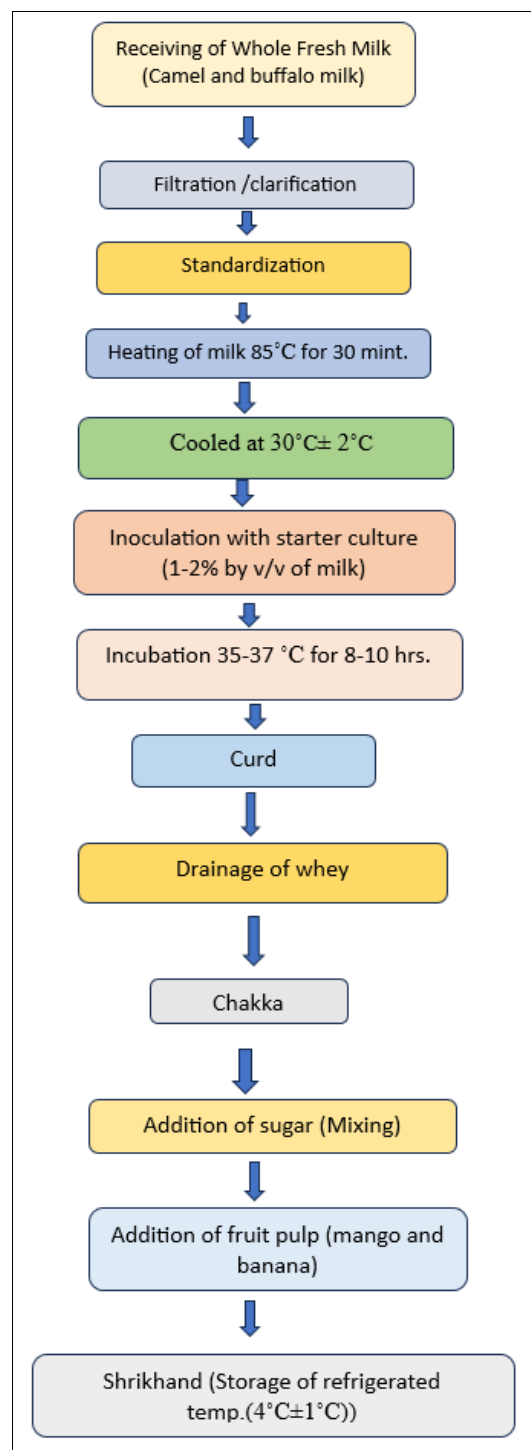 Receiving of Whole Fresh Milk
(Camel and buffalo milk)
Filtration /clarification
Standardization
Heating of milk 85˚C for 30 mint.
Cooled at 30˚C± 2˚C
Inoculation with starter culture
(1-2% by v/v of milk)
Incubation 35-37 ˚C for 8-10 hrs.
Curd
Drainage of whey
Chakka
Addition of sugar (Mixing)
Addition of fruit pulp (mango and
banana)
Shrikhand (Storage of refrigerated
temp.(4˚C±1˚C))